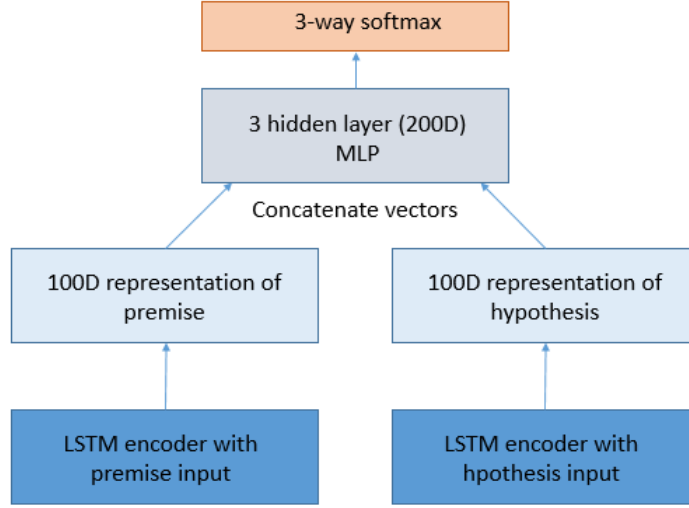 3-way softmax
3 hidden layer (200D)
MLP
Concatenate vectors
100D representation of
premise
100D representation of
hypothesis
LSTM encoder with
premise input
LSTM encoder with
hpothesis input